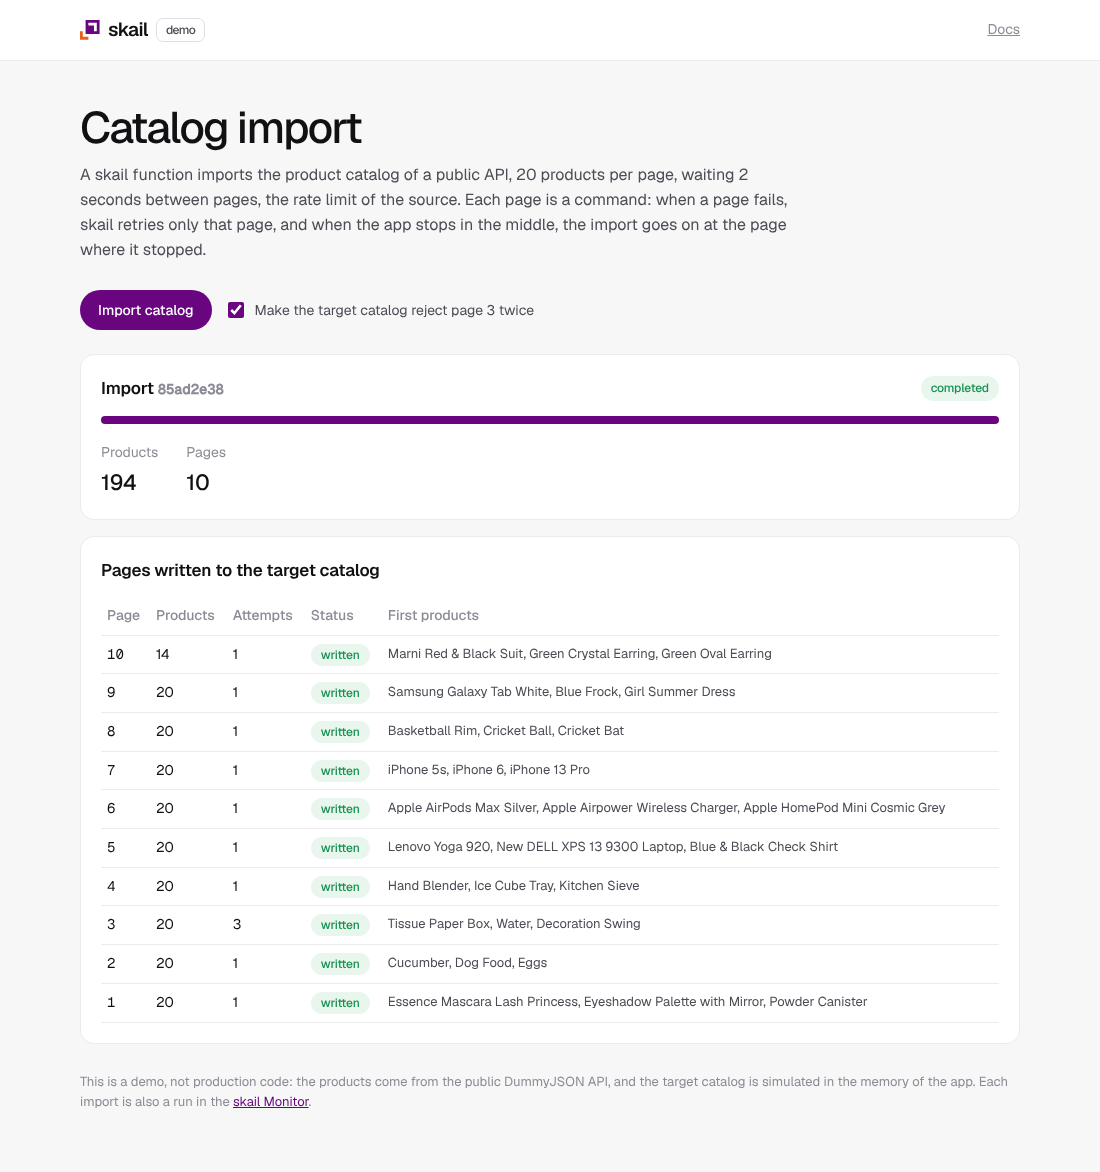 skail demo Docs
Catalog import
A skail function imports the product catalog of a public API, 20 products per page, waiting 2
seconds between pages, the rate limit of the source. Each page is a command: when a page fails,
skail retries only that page, and when the app stops in the middle, the import goes on at the page
where it stopped.
Import catalog Make the target catalog reject page 3 twice
Import 85ad2e38 completed
Products Pages
194 10
Pages written to the target catalog
Page Products Attempts Status First products
10 14 1 written Marni Red & Black Suit, Green Crystal Earring, Green Oval Earring
9 20 1 written Samsung Galaxy Tab White, Blue Frock, Girl Summer Dress
8 20 1 written Basketball Rim, Cricket Ball, Cricket Bat
7 20 1 written iPhone 5s, iPhone 6, iPhone 13 Pro
6 20 1 written Apple AirPods Max Silver, Apple Airpower Wireless Charger, Apple HomePod Mini Cosmic Grey
5 20 1 written Lenovo Yoga 920, New DELL XPS 13 9300 Laptop, Blue & Black Check Shirt
4 20 1 written Hand Blender, Ice Cube Tray, Kitchen Sieve
3 20 3 written Tissue Paper Box, Water, Decoration Swing
2 20 1 written Cucumber, Dog Food, Eggs
1 20 1 written Essence Mascara Lash Princess, Eyeshadow Palette with Mirror, Powder Canister
This is a demo, not production code: the products come from the public DummyJSON API, and the target catalog is simulated in the memory of the app. Each
import is also a run in the skail Monitor.